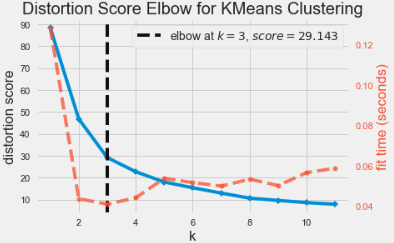 Distortion Score Elbow for KMeans Clustering
elbow at k = 3, score = 29.143
distortion score
90
80
70
60
50
40
30
20
10
0.12
0.10
0.08
0.06
0.04
fit time (seconds)
2 4 6 8 10
k